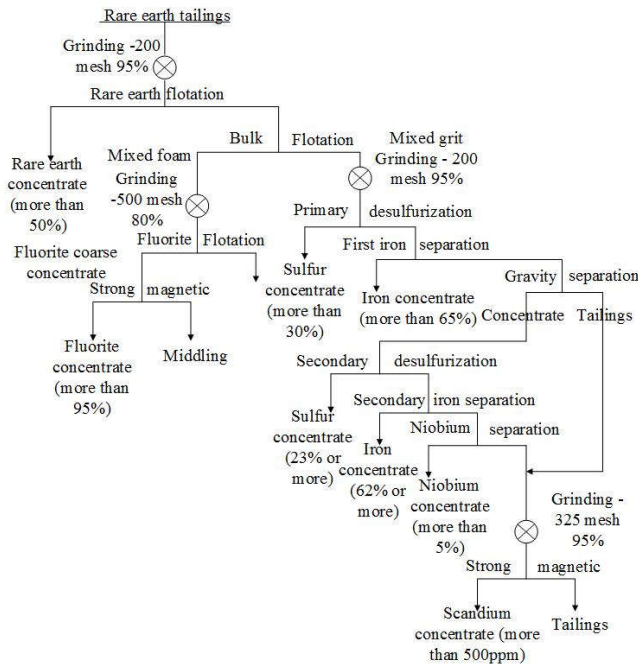 Rare earth tailings
Grinding -200
mesh 95%
Rare earth flotation
Bulk Flotation
Mixed grit
Grinding - 200
mesh 95%
Mixed foam
Grinding
-500 mesh
80%
Rare earth
concentrate
(more than
50%)
Primary desulfurization
Fluorite Flotation
Fluorite coarse
concentrate
First iron separation
Sulfur
concentrate
(more than
30%)
Gravity separation
Strong magnetic
Iron concentrate
(more than 65%)
Concentrate Tailings
Fluorite
concentrate
(more than
95%)
Middling
Secondary desulfurization
Secondary iron separation
Sulfur
concentrate
(23% or
more)
Niobium separation
Iron
concentrate
(62% or
more)
Niobium
concentrate
(more than
5%)
Grinding -
325 mesh
95%
Strong magnetic
Scandium
concentrate (more
than 500ppm)
Tailings